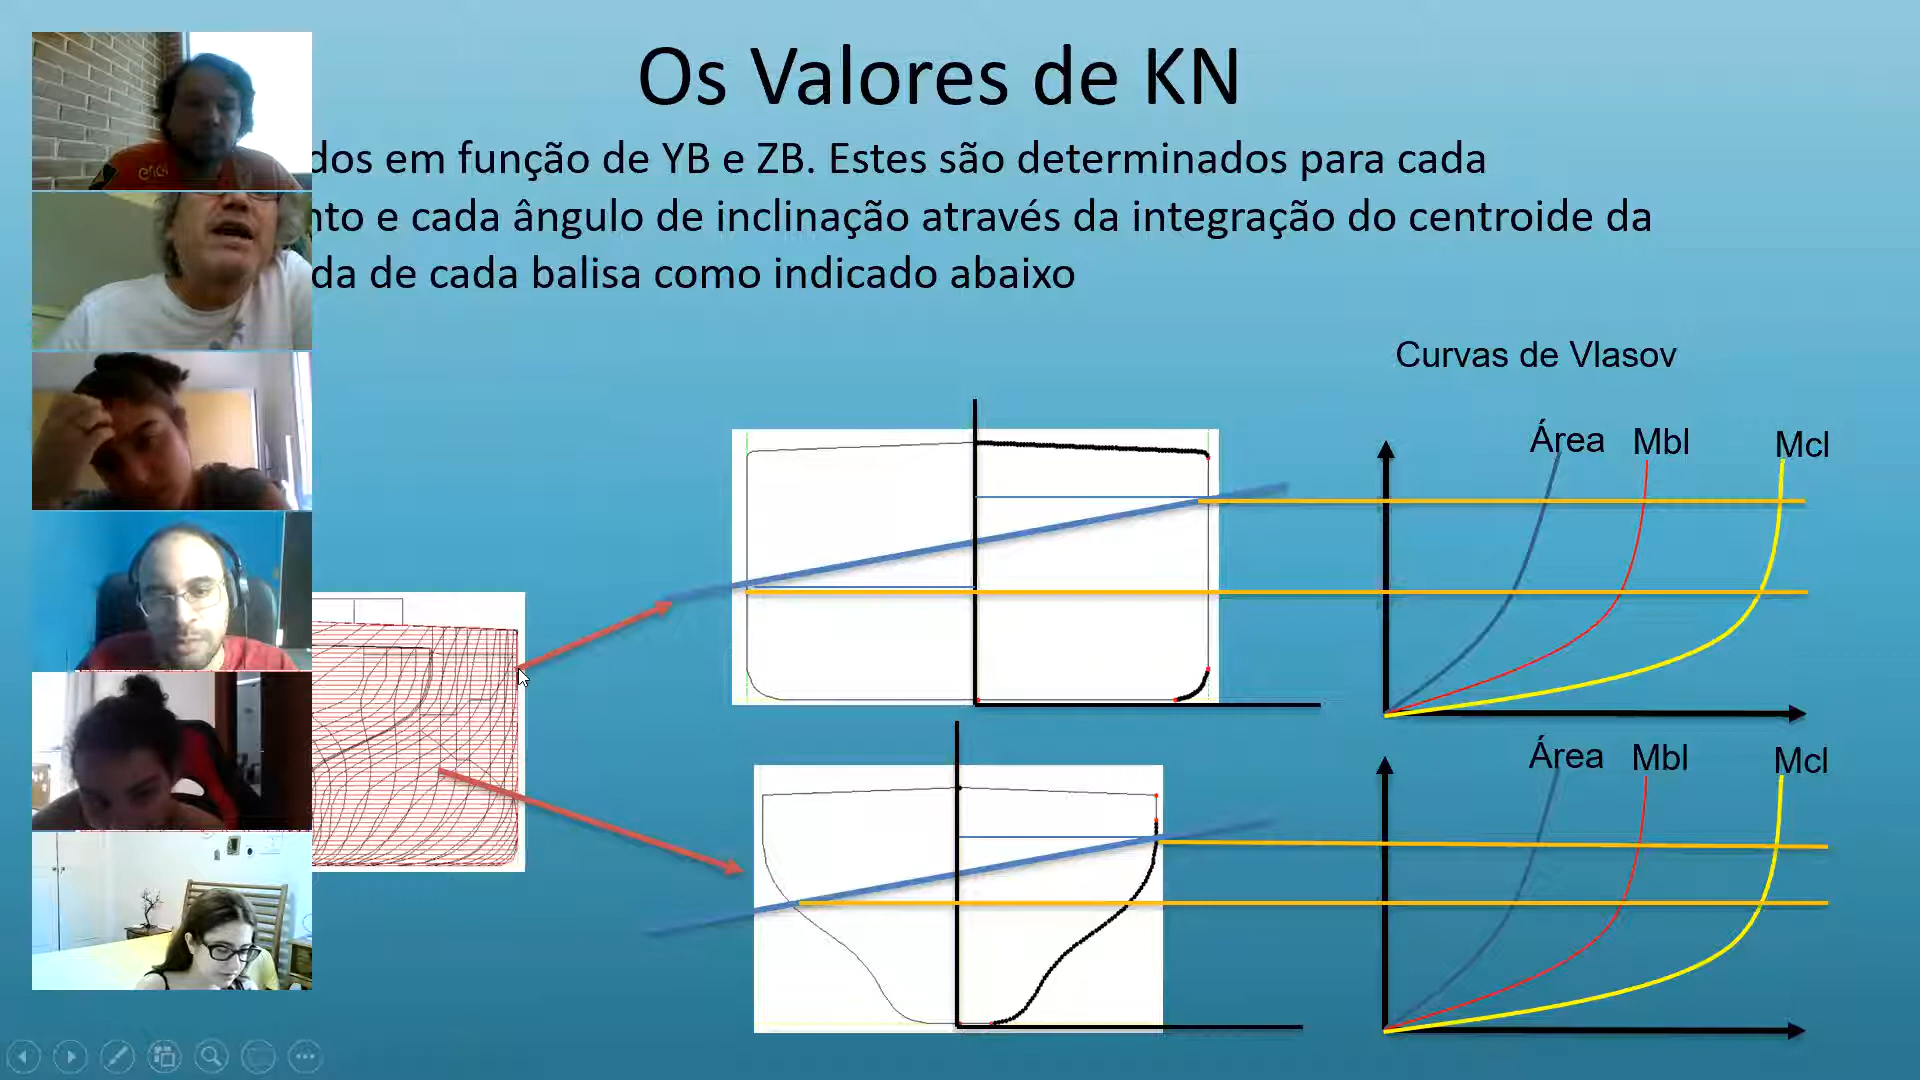 Os Valores de KN
dos em função de YB e ZB. Estes são determinados para cada
nto e cada ângulo de inclinação através da integração do centroide da
da de cada balisa como indicado abaixo
Curvas de Vlasov
Área Mbl Mcl
Área Mbl Mcl
enel